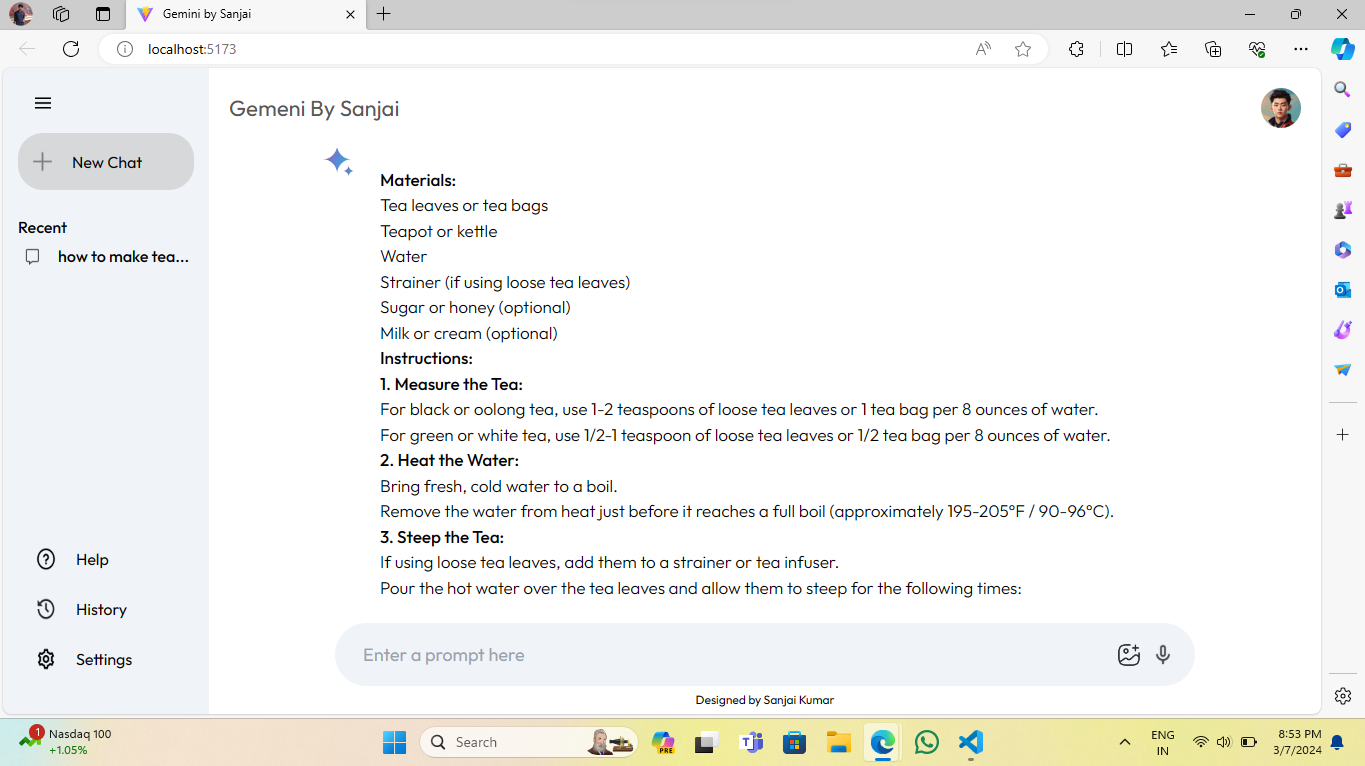 Gemini by Sanjai
localhost:5173
Gemeni By Sanjai
New Chat
Recent
how to make tea...
Help
History
Settings
Materials:
Tea leaves or tea bags
Teapot or kettle
Water
Strainer (if using loose tea leaves)
Sugar or honey (optional)
Milk or cream (optional)
Instructions:
1. Measure the Tea:
For black or oolong tea, use 1-2 teaspoons of loose tea leaves or 1 tea bag per 8 ounces of water.
For green or white tea, use 1/2-1 teaspoon of loose tea leaves or 1/2 tea bag per 8 ounces of water.
2. Heat the Water:
Bring fresh, cold water to a boil.
Remove the water from heat just before it reaches a full boil (approximately 195-205°F / 90-96°C).
3. Steep the Tea:
If using loose tea leaves, add them to a strainer or tea infuser.
Pour the hot water over the tea leaves and allow them to steep for the following times:
Enter a prompt here
Designed by Sanjai Kumar
1
Nasdaq 100
+1.05%
Search
PRE
ENG
IN
8:53 PM
3/7/2024